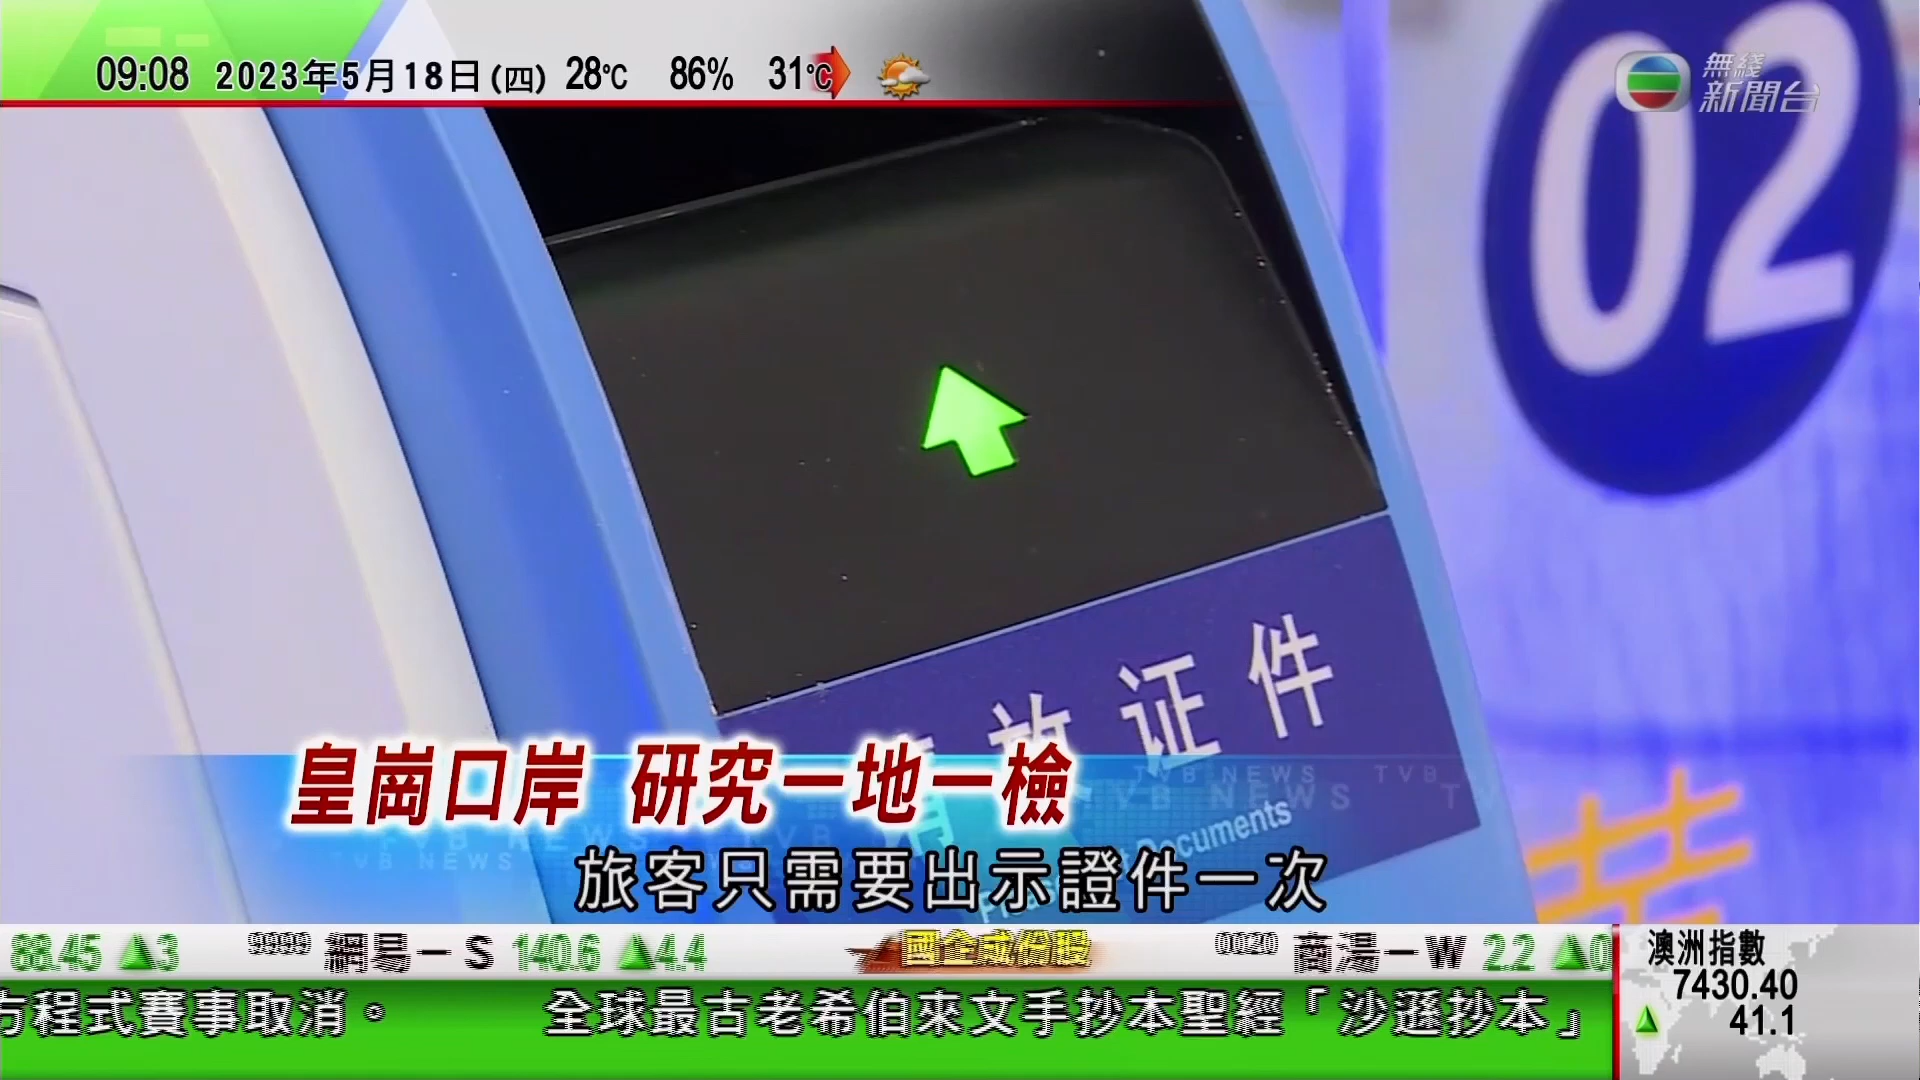 09:08 2023年5月18日(四) 28℃ 86% 31℃
無綫
新聞台
02
放证件
Documents
皇崗口岸 研究一地一檢
TVB NEWS
旅客只需要出示證件一次
88.45 ▲3 9999 網易－S 140.6 ▲4.4 國企成份股 0020 商湯－W 2.2 ▲0
方程式賽事取消。 全球最古老希伯來文手抄本聖經「沙遜抄本」
澳洲指數
7430.40
▲ 41.1